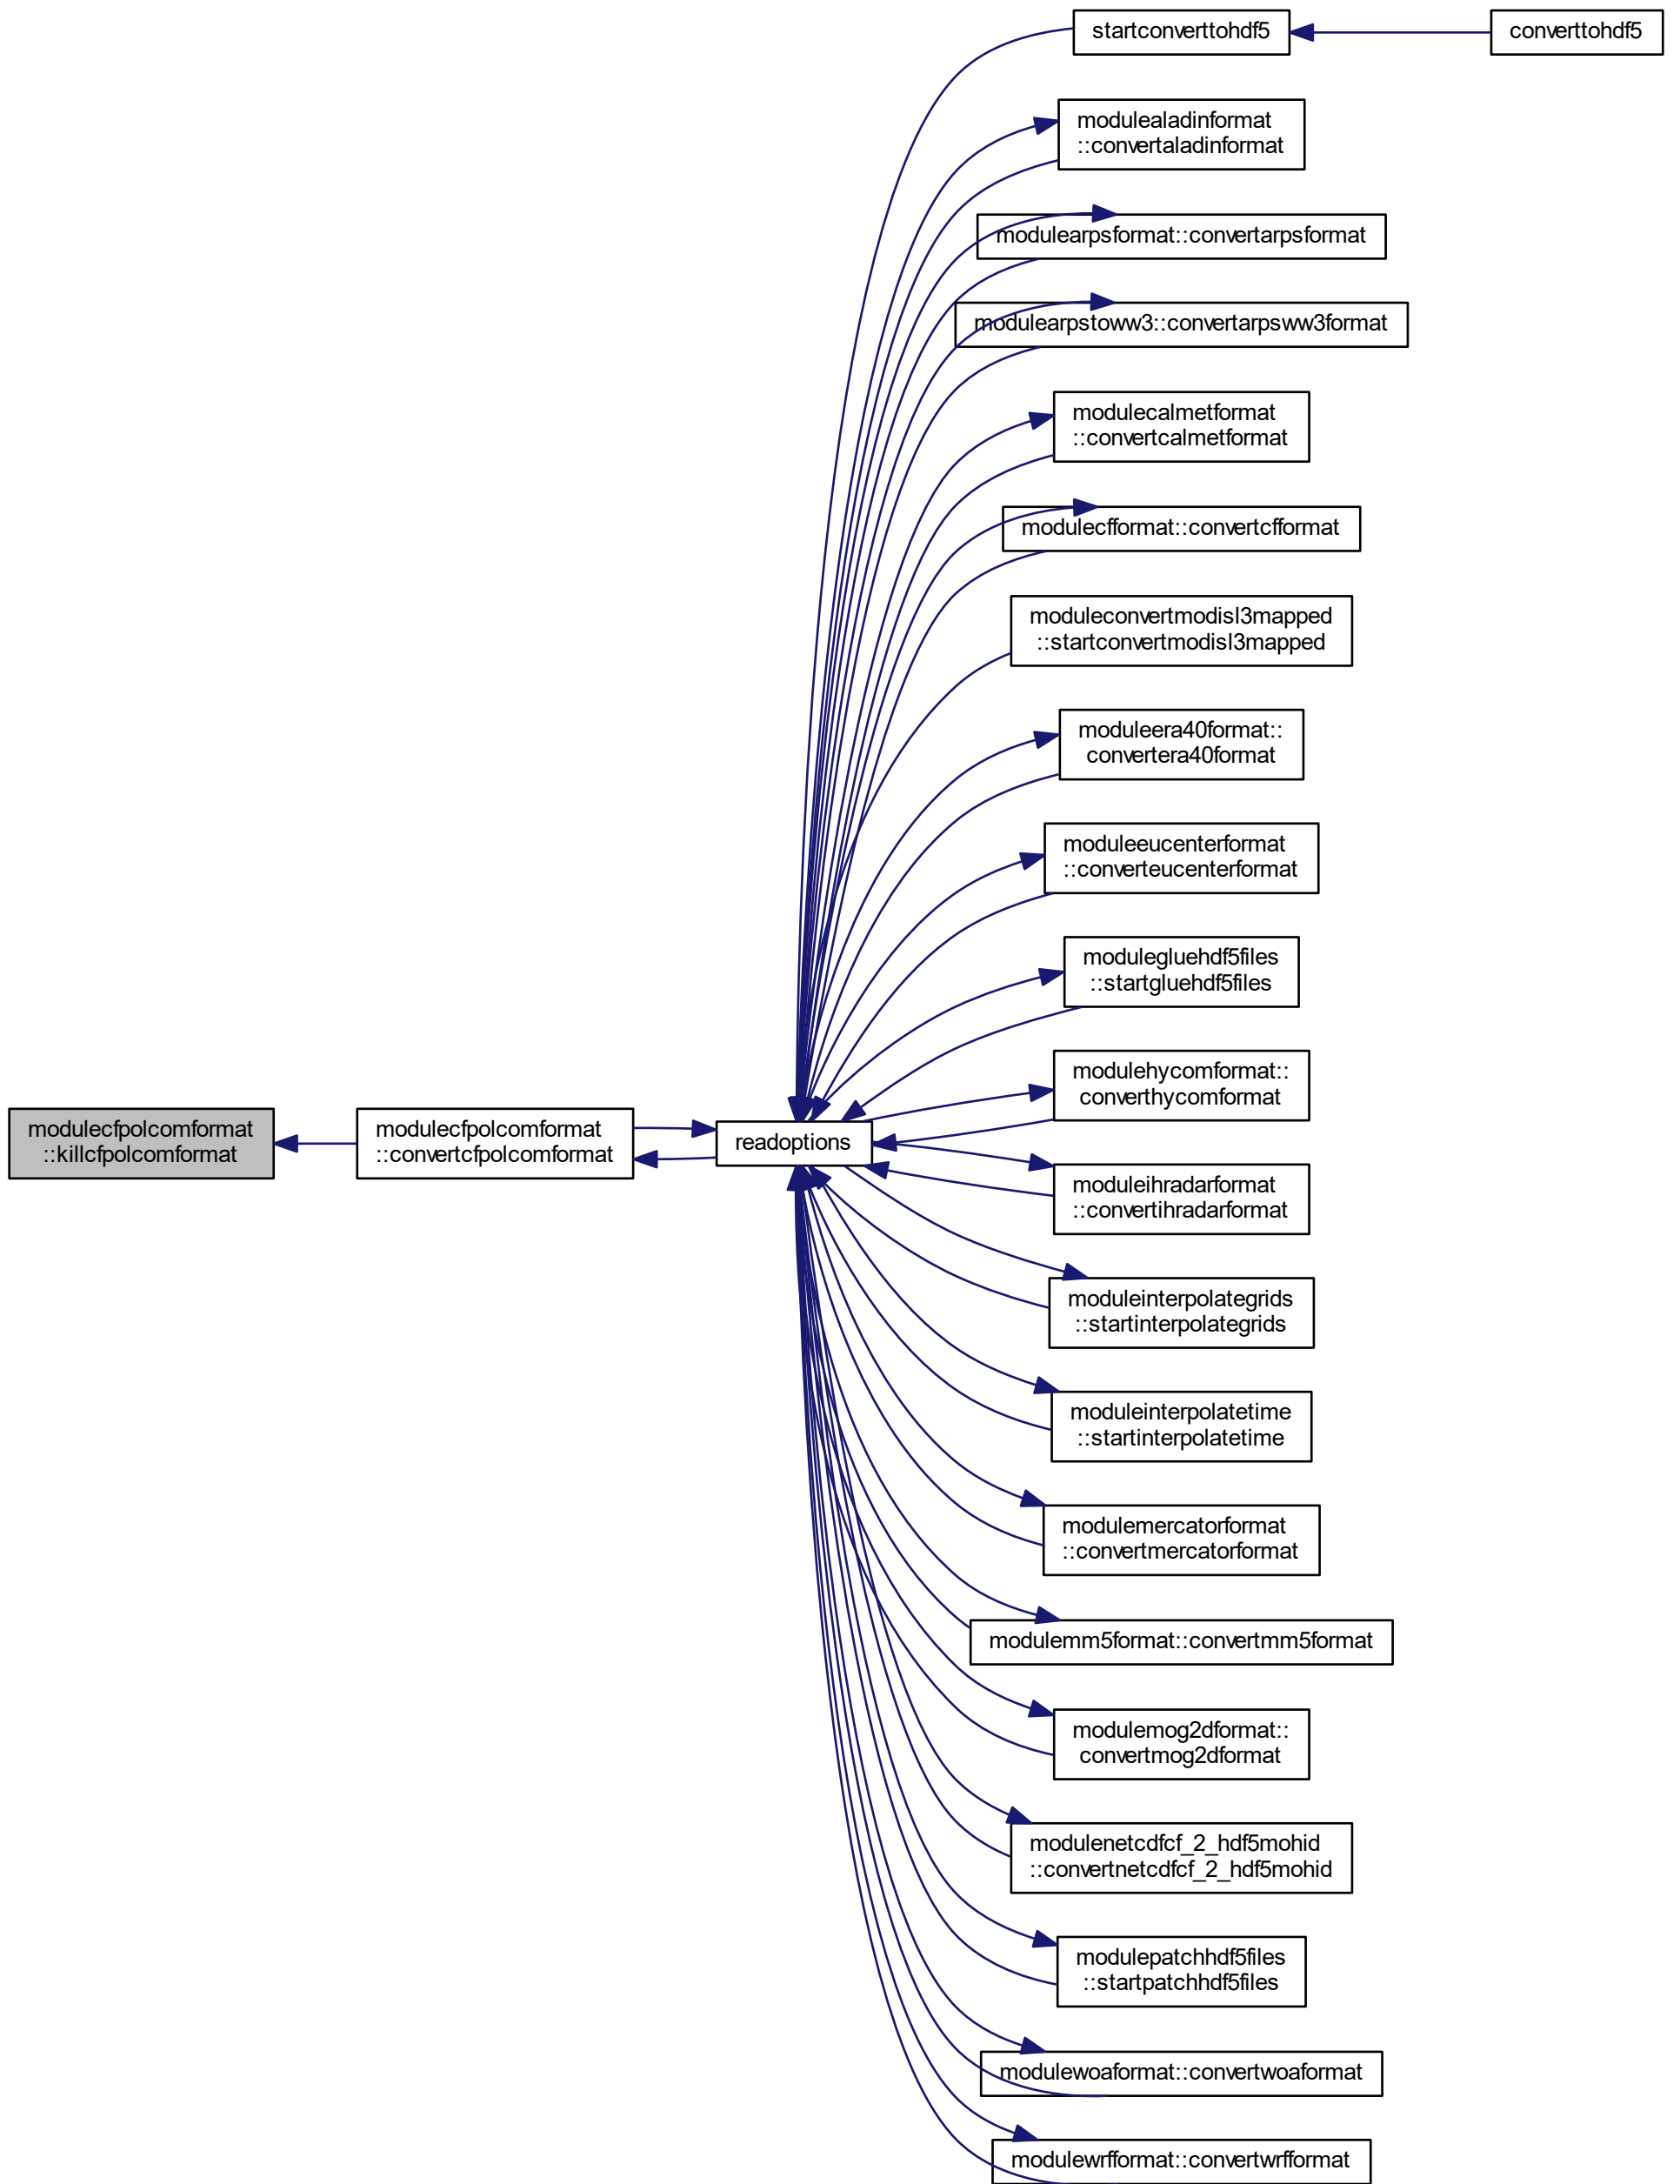 startconverttohdf5
converttohdf5
modulealadinformat
::convertaladinformat
modulearpsformat::convertarpsformat
modulearpstoww3::convertarpsww3format
modulecalmetformat
::convertcalmetformat
modulecfformat::convertcfformat
moduleconvertmodisl3mapped
::startconvertmodisl3mapped
moduleera40format::
convertera40format
moduleeucenterformat
::converteucenterformat
modulegluehdf5files
::startgluehdf5files
modulecfpolcomformat
::killcfpolcomformat
modulecfpolcomformat
::convertcfpolcomformat
readoptions
modulehycomformat::
converthycomformat
moduleihradarformat
::convertihradarformat
moduleinterpolategrids
::startinterpolategrids
moduleinterpolatetime
::startinterpolatetime
modulemercatorformat
::convertmercatorformat
modulemm5format::convertmm5format
modulemog2dformat::
convertmog2dformat
modulenetcdfcf_2_hdf5mohid
::convertnetcdfcf_2_hdf5mohid
modulepatchhdf5files
::startpatchhdf5files
modulewoaformat::convertwoaformat
modulewrfformat::convertwrfformat